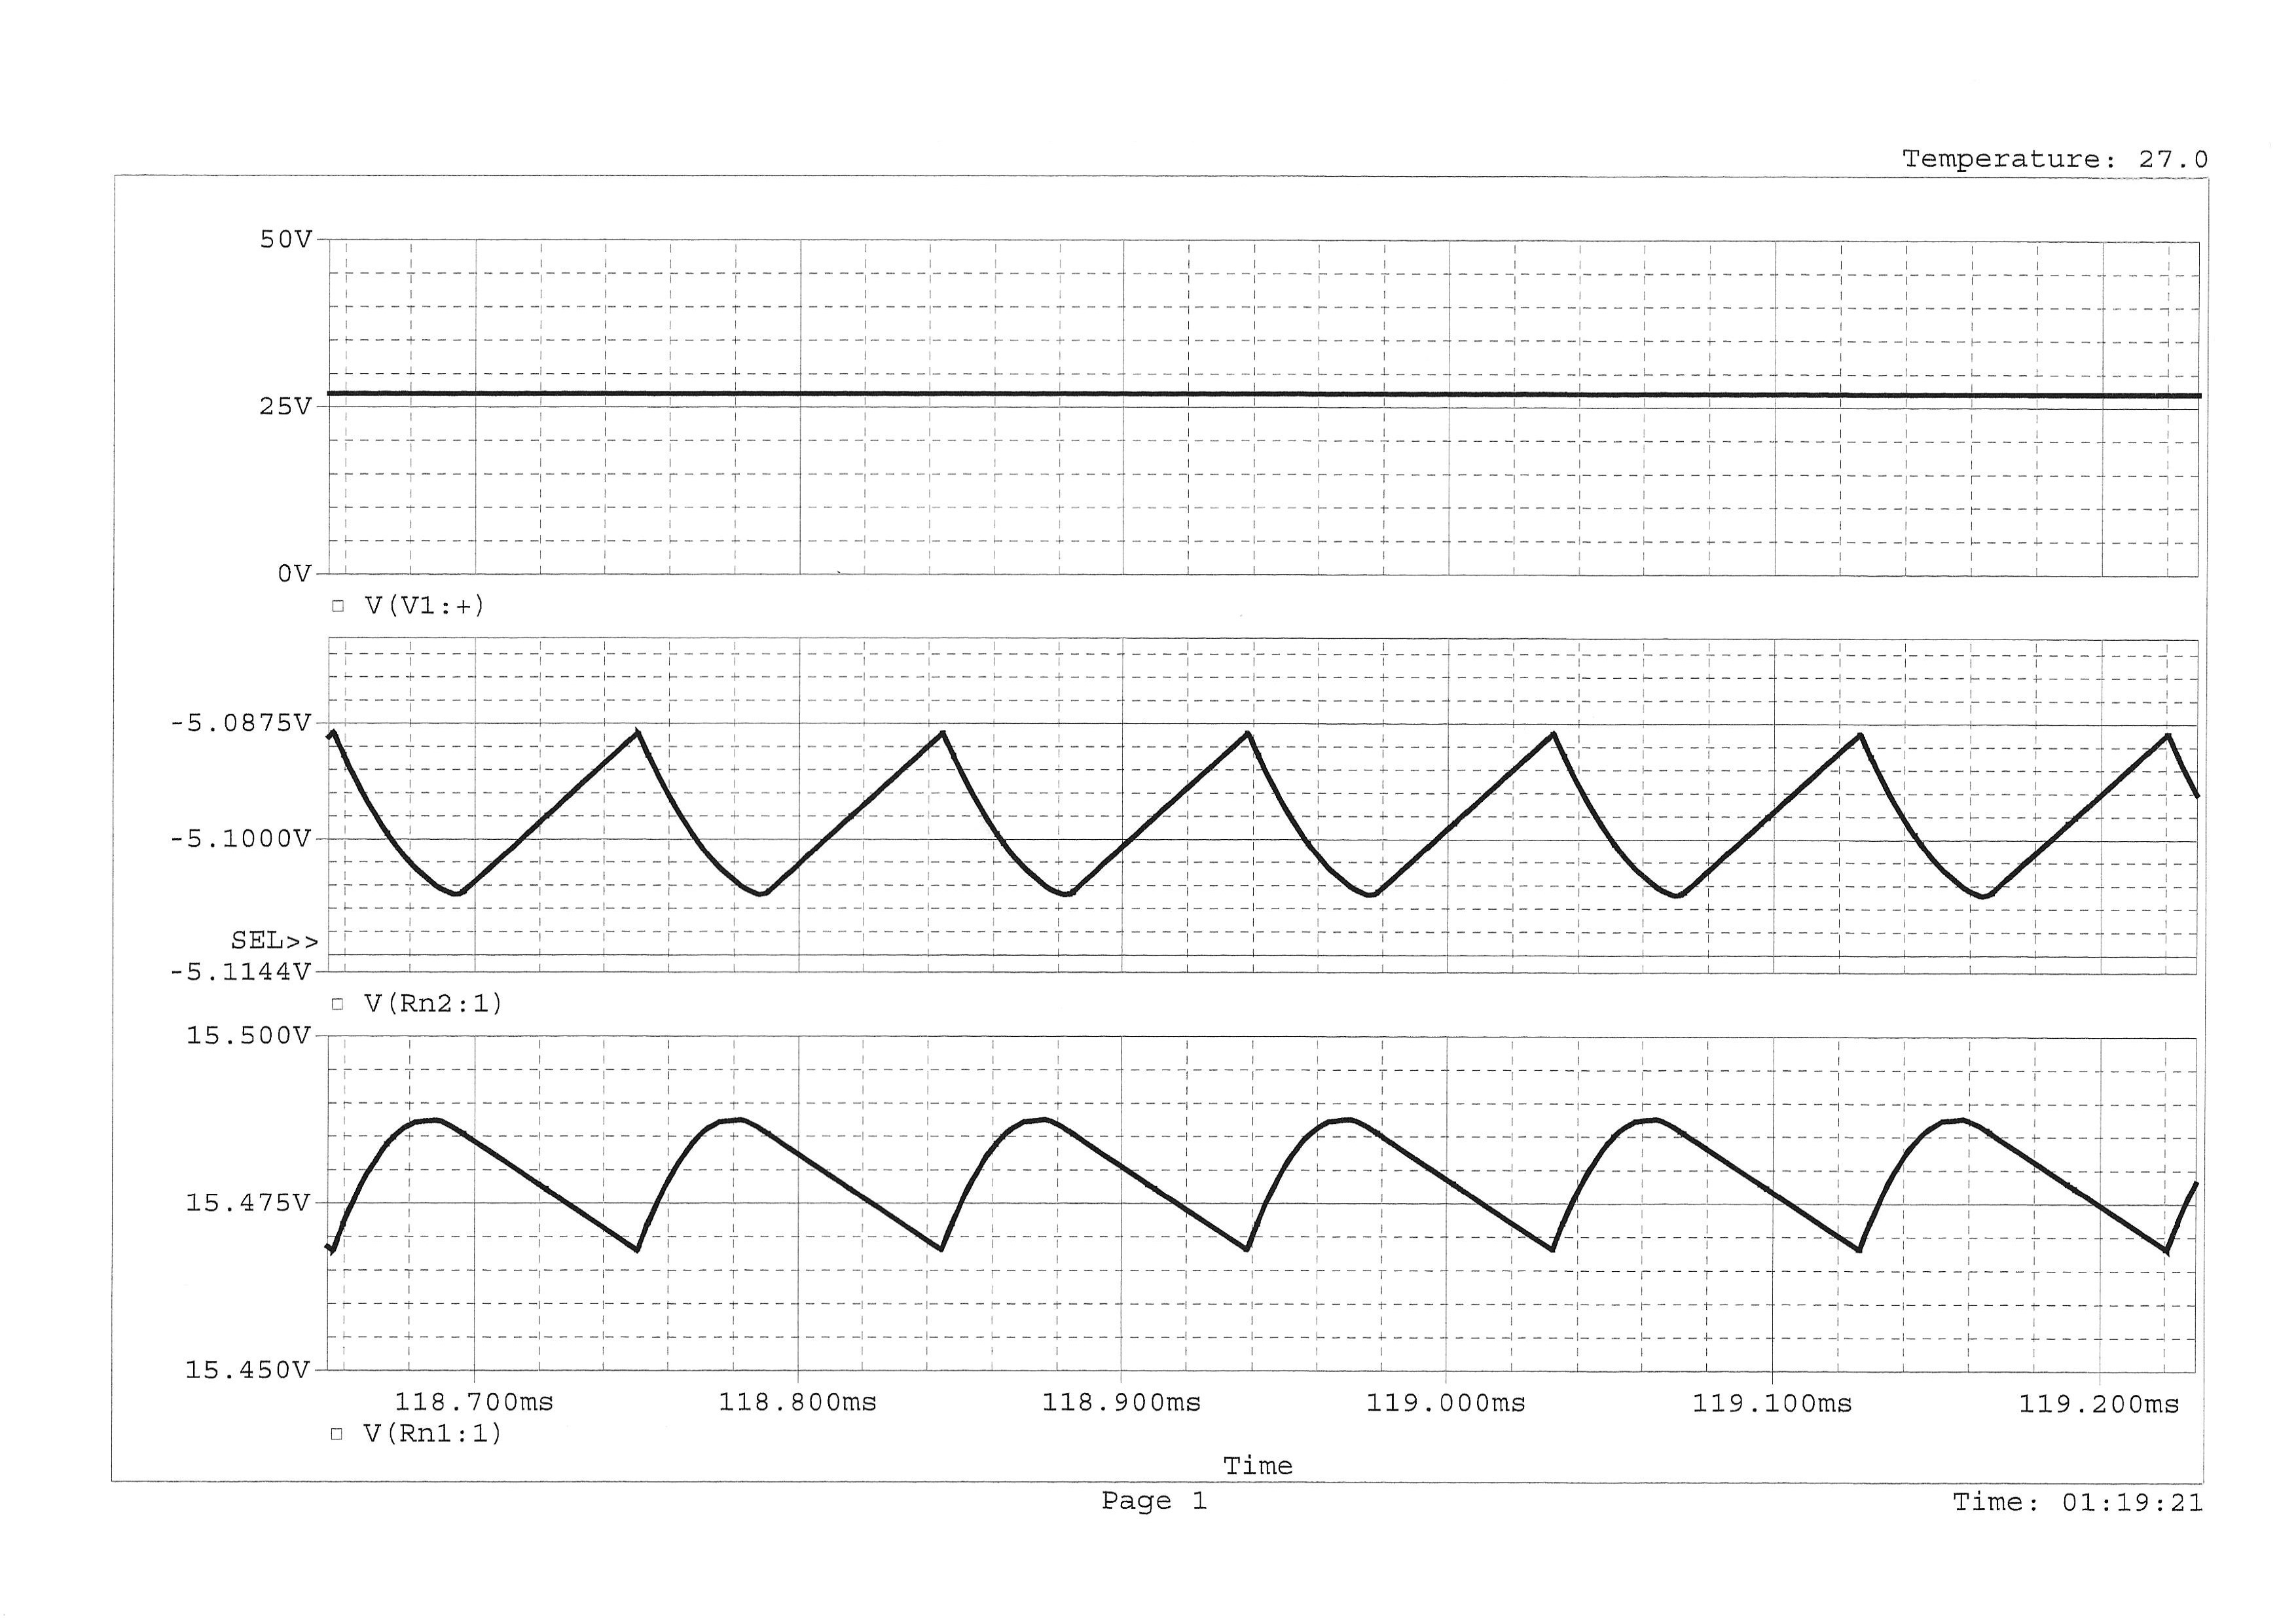 Temperature: 27.0
50V
25V
0V
V(V1:+)
-5.0875V
-5.1000V
SEL>>
-5.1144V
V(Rn2:1)
15.500V
15.475V
15.450V
118.700ms 118.800ms 118.900ms 119.000ms 119.100ms 119.200ms
V(Rn1:1)
Time
Page 1 Time: 01:19:21